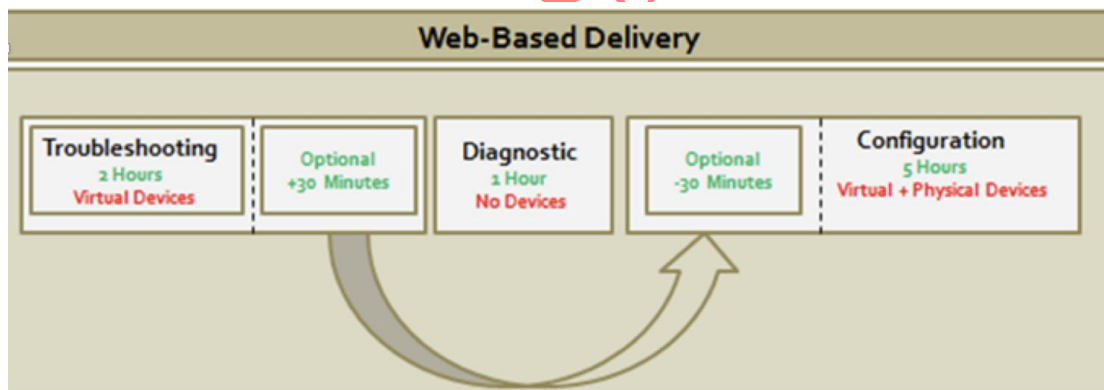 Web-Based Delivery
Troubleshooting
2 Hours
Virtual Devices
Optional
+30 Minutes
Diagnostic
1 Hour
No Devices
Optional
-30 Minutes
Configuration
5 Hours
Virtual + Physical Devices